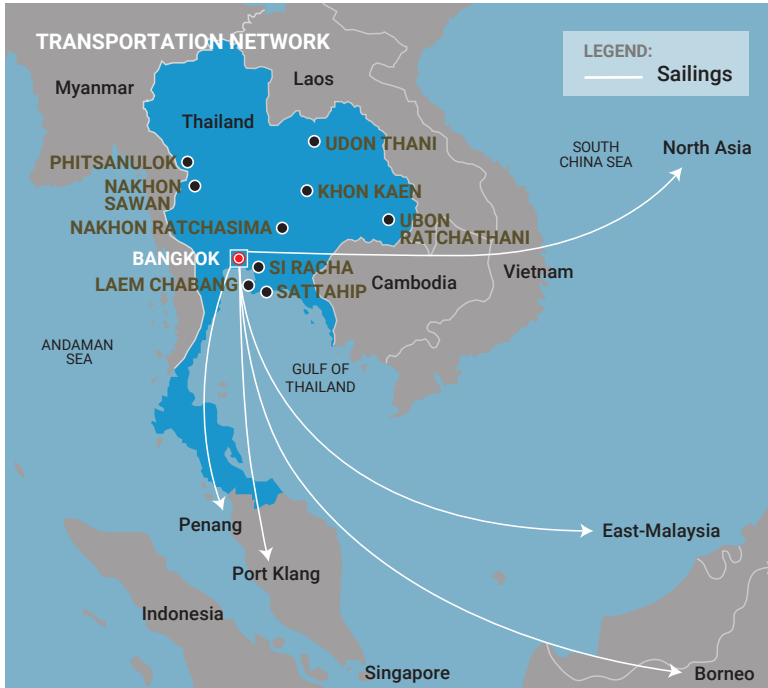 TRANSPORTATION NETWORK
LEGEND:
Sailings
Myanmar
Laos
Thailand
UDON THANI
SOUTH
CHINA SEA
North Asia
PHITSANULOK
NAKHON
SAWAN
KHON KAEN
NAKHON RATCHASIMA
UBON
RATCHATHANI
BANGKOK
SI RACHA
LAEM CHABANG
SATTAHIP
Cambodia
Vietnam
ANDAMAN
SEA
GULF OF
THAILAND
Penang
East-Malaysia
Port Klang
Indonesia
Singapore
Borneo